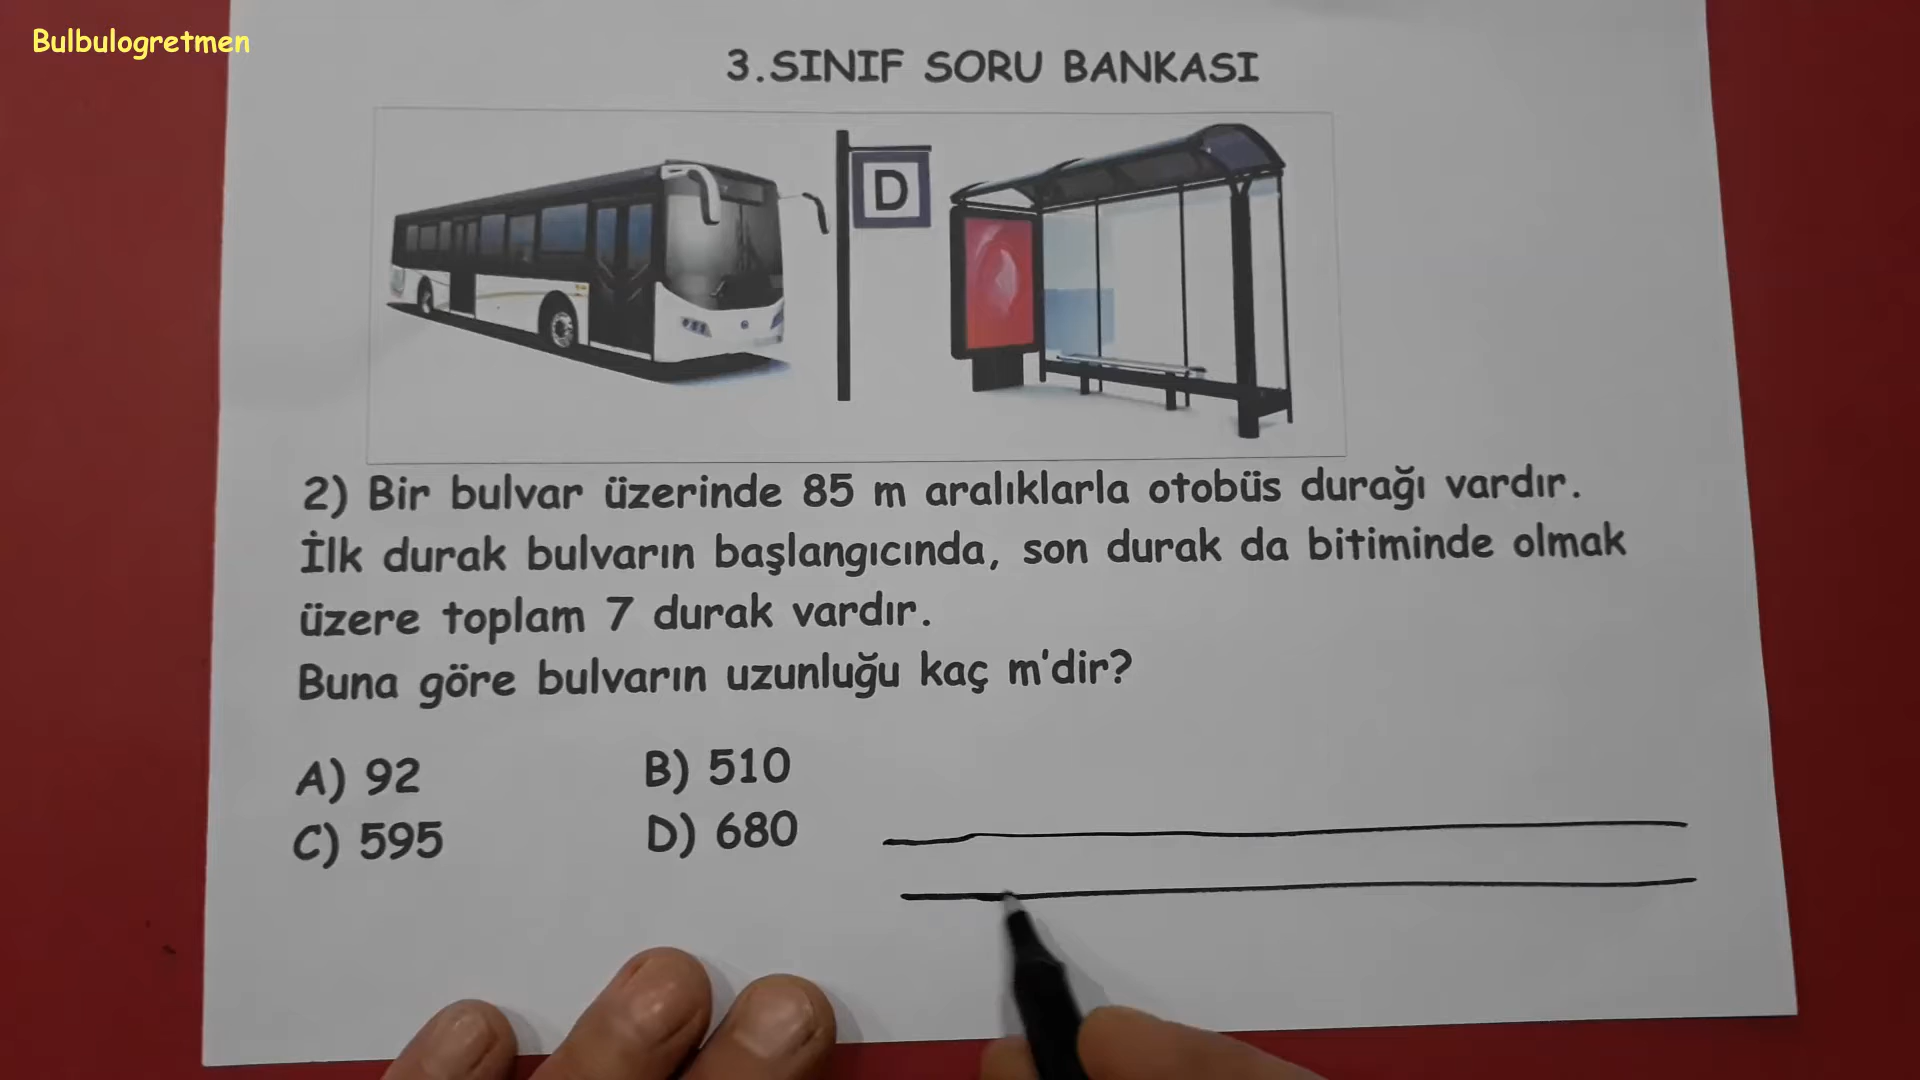 Bulbulogretmen
3.SINIF SORU BANKASI
D
2) Bir bulvar üzerinde 85 m aralıklarla otobüs durağı vardır.
İlk durak bulvarın başlangıcında, son durak da bitiminde olmak
üzere toplam 7 durak vardır.
Buna göre bulvarın uzunluğu kaç m'dir?
A) 92 B) 510
C) 595 D) 680